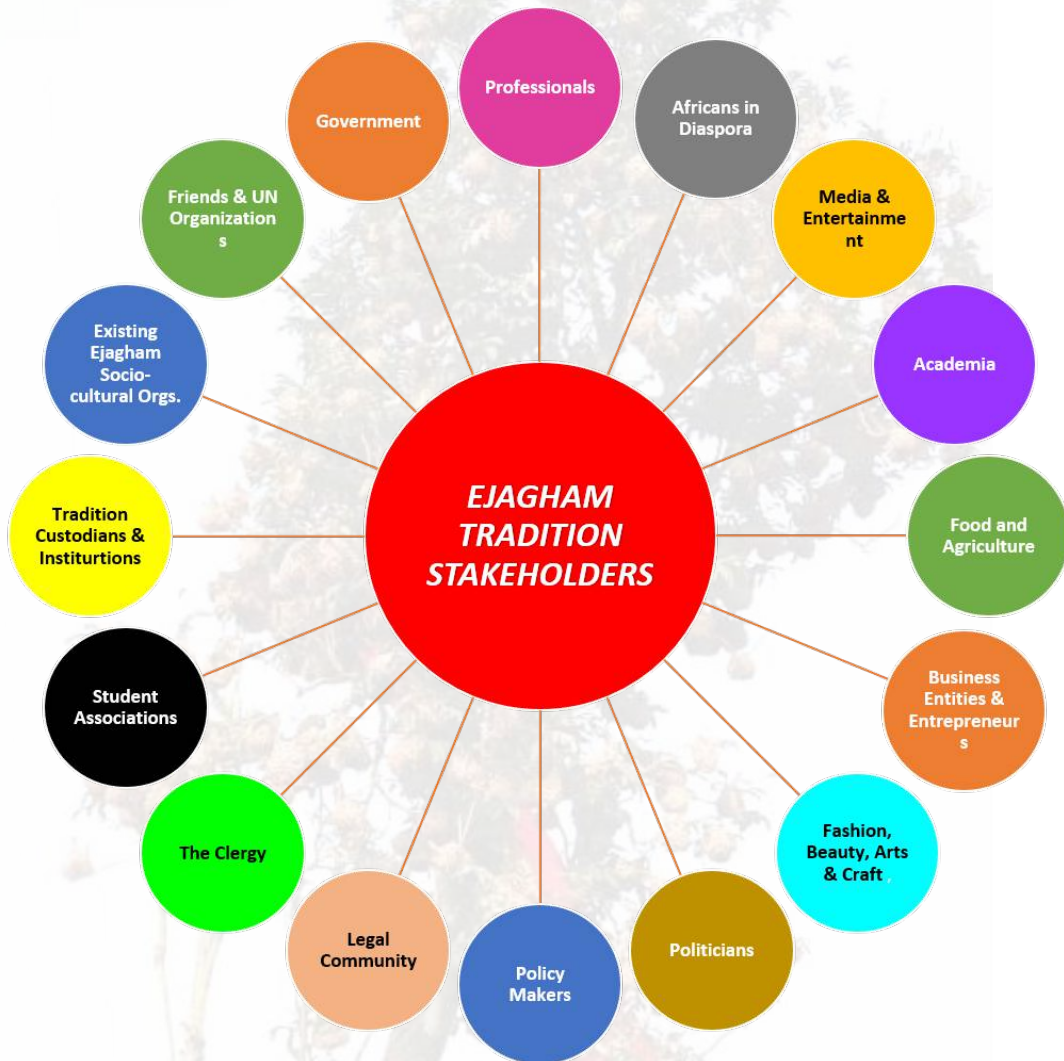 Professionals
Africans in
Diaspora
Media &
Entertainme
nt
Academia
Food and
Agriculture
Business
Entities &
Entrepreneur
s
Fashion,
Beauty, Arts
& Craft ,
Politicians
Policy
Makers
Legal
Community
The Clergy
Student
Associations
Tradition
Custodians &
Institurtions
Existing
Ejagham
Socio-
cultural Orgs.
Friends & UN
Organization
s
Government
EJAGHAM
TRADITION
STAKEHOLDERS